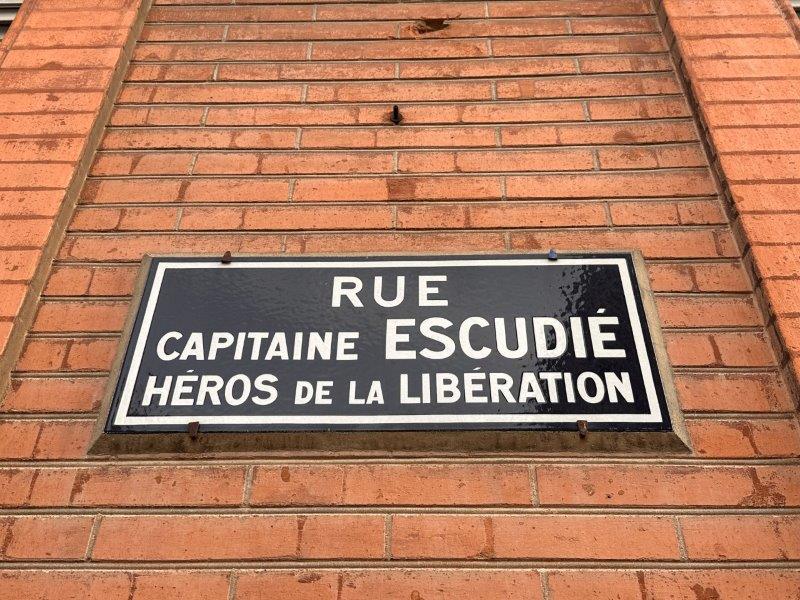 RUE
CAPITAINE ESCUDIÉ
HÉROS DE LA LIBÉRATION